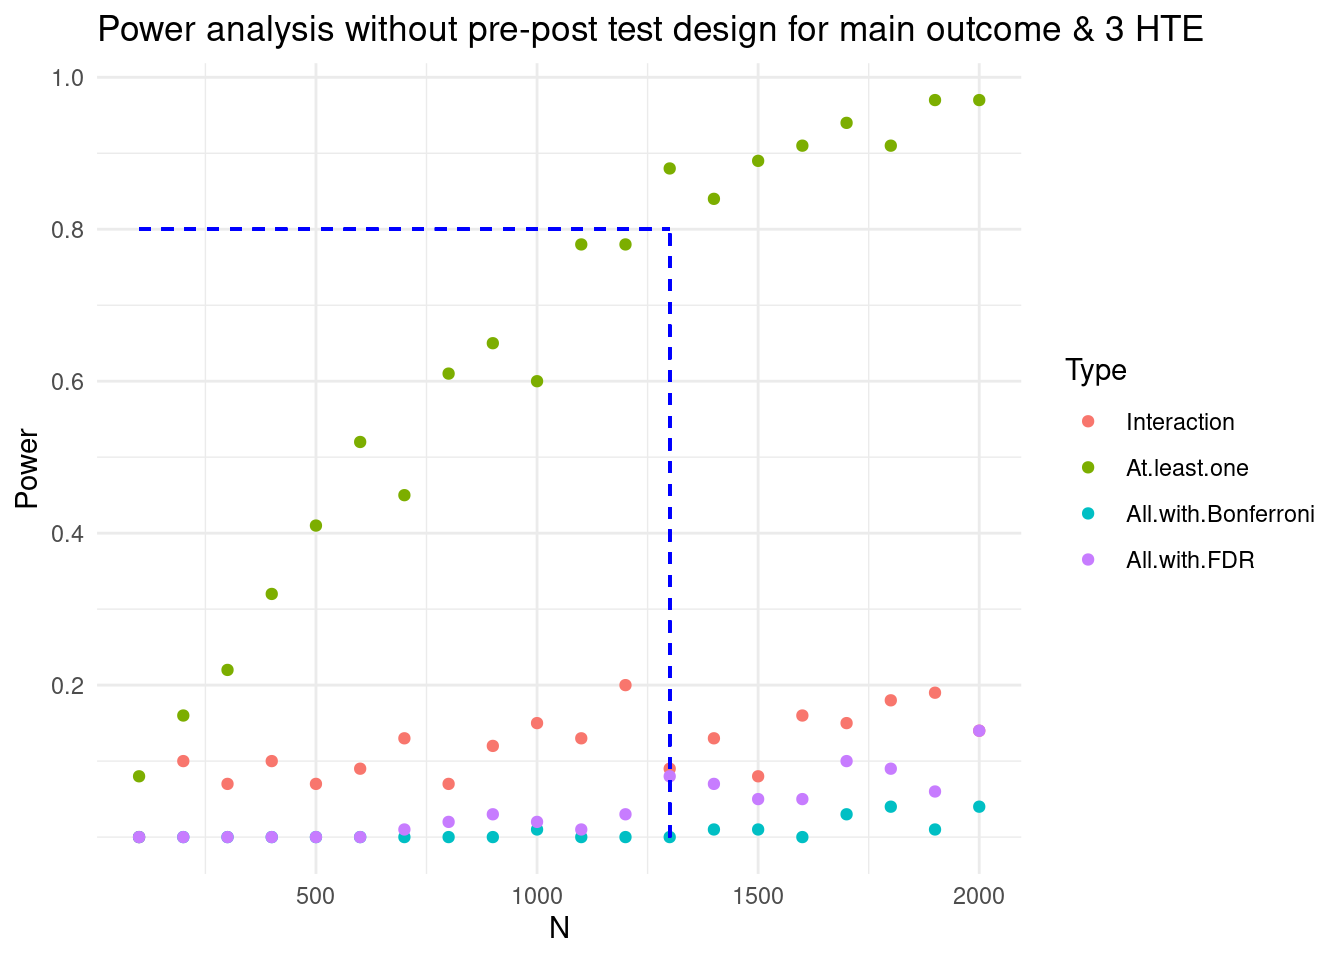 Power analysis without pre-post test design for main outcome & 3 HTE
1.0
0.8
0.6
0.4
0.2
Power
500
1000
1500
2000
N
Type
Interaction
At.least.one
All.with.Bonferroni
All.with.FDR